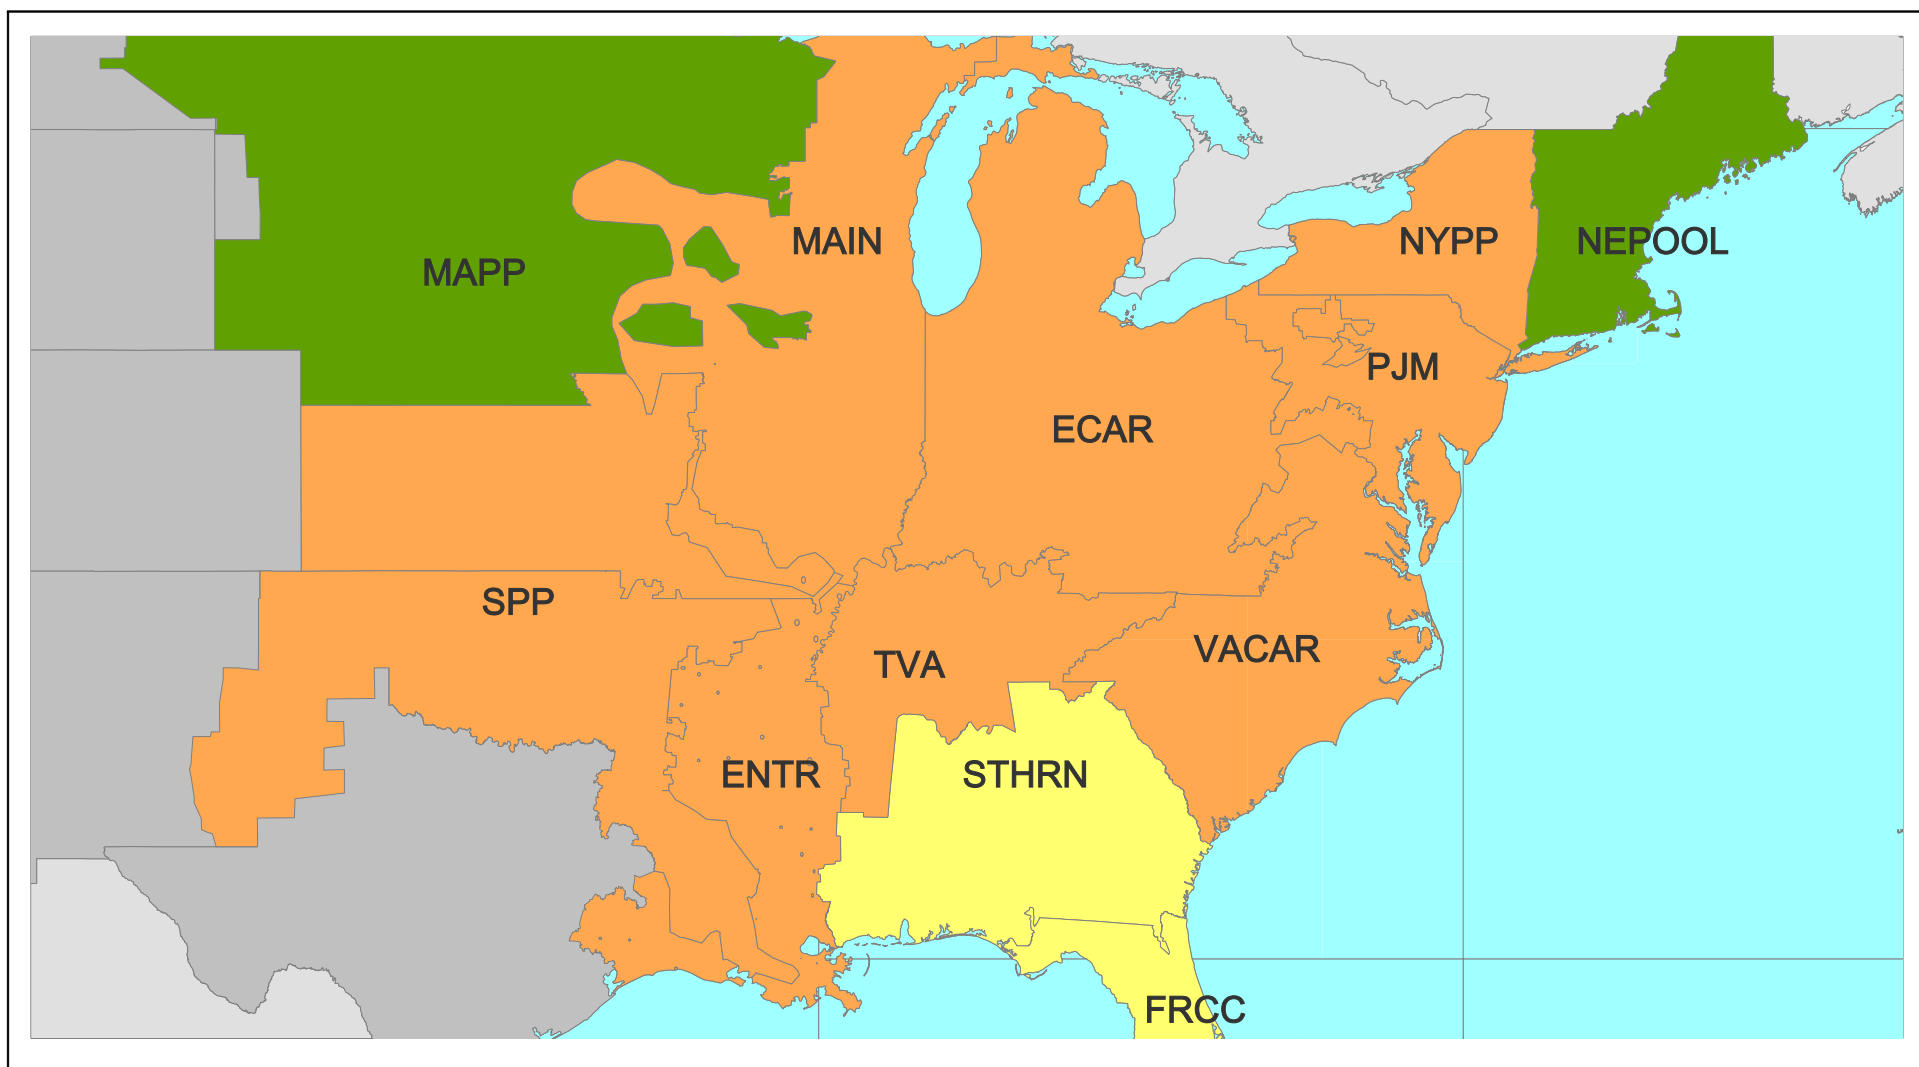 MAIN
NYPP
NEPOOL
MAPP
PJM
ECAR
SPP
VACAR
TVA
ENTR
STHRN
FRCC